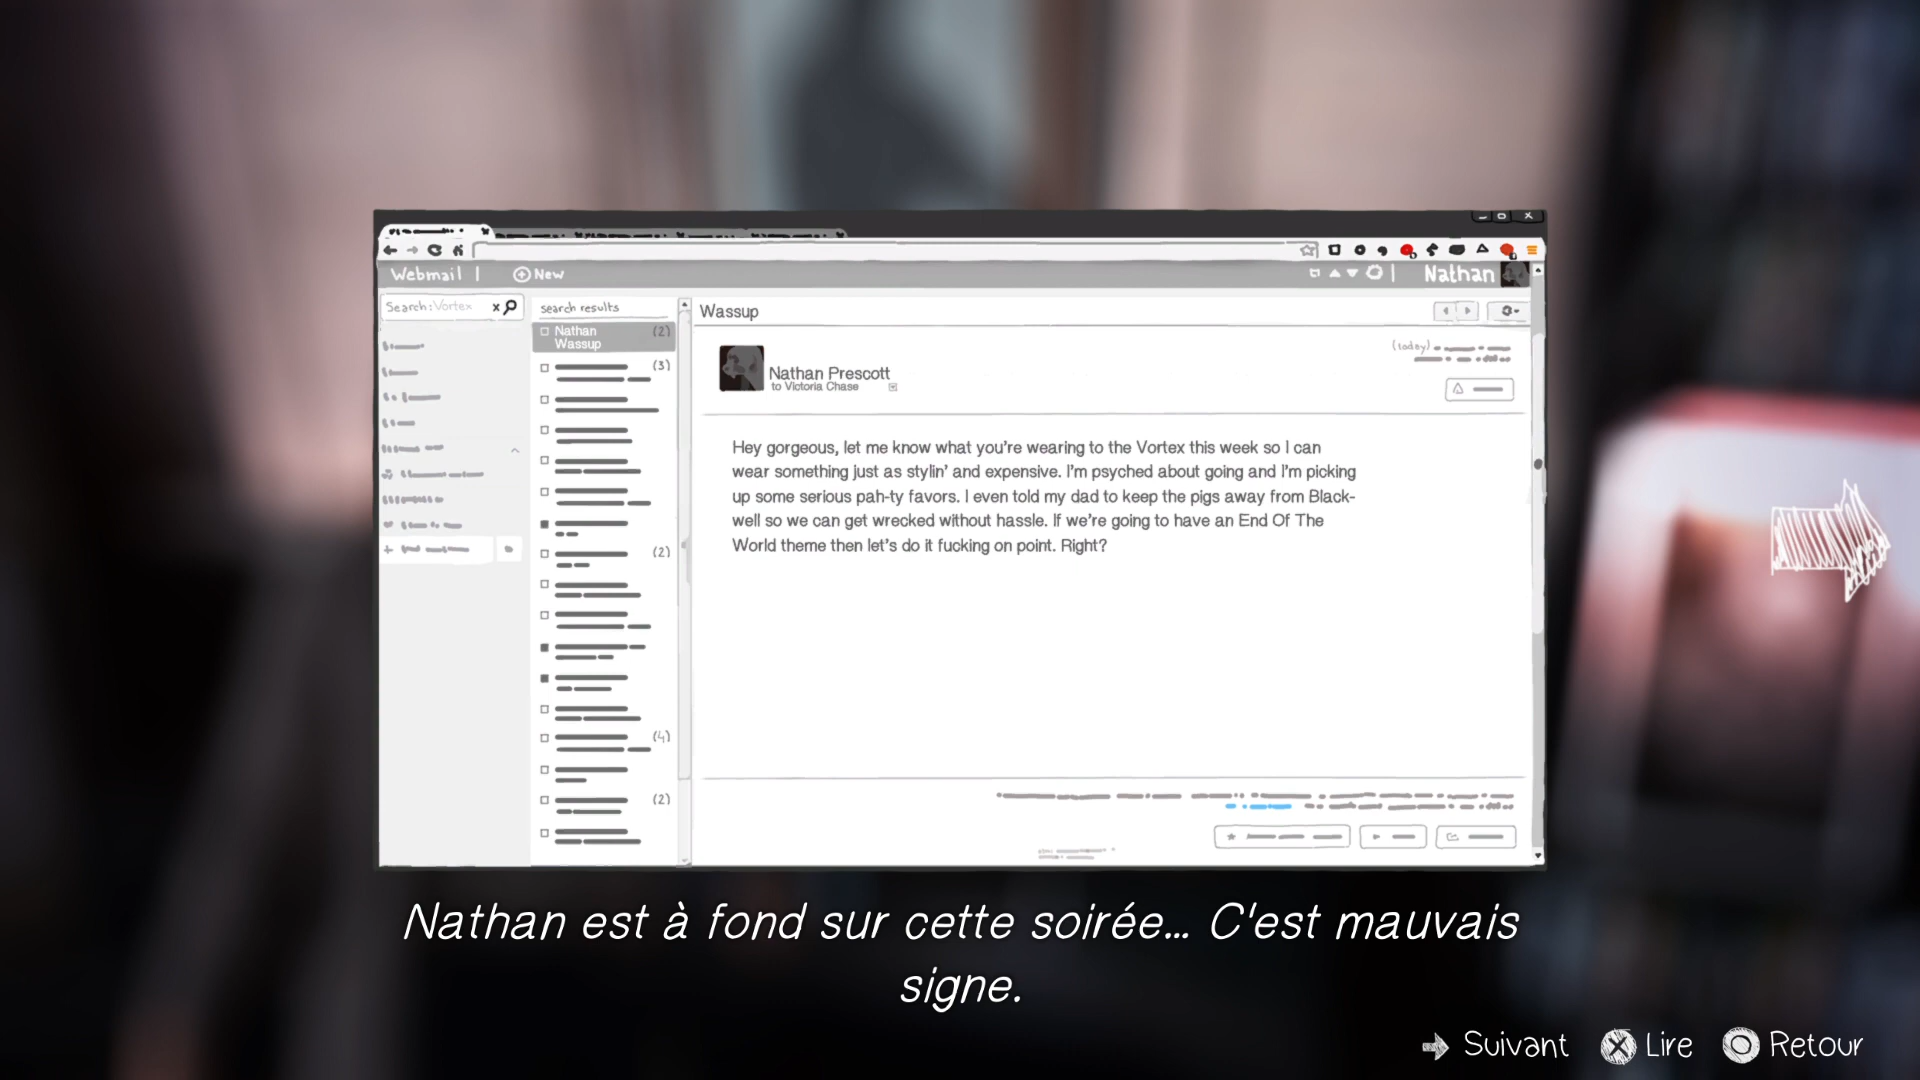 Webmail | New
Nathan
Search: Vortex x
search results
Nathan (2)
Wassup
(3)
(2)
(4)
(2)
Wassup
(today)
Nathan Prescott
to Victoria Chase
Hey gorgeous, let me know what you're wearing to the Vortex this week so I can
wear something just as stylin' and expensive. I'm psyched about going and I'm picking
up some serious pah-ty favors. I even told my dad to keep the pigs away from Black-
well so we can get wrecked without hassle. If we're going to have an End Of The
World theme then let's do it fucking on point. Right?
Nathan est à fond sur cette soirée... C'est mauvais
signe.
Suivant Lire Retour